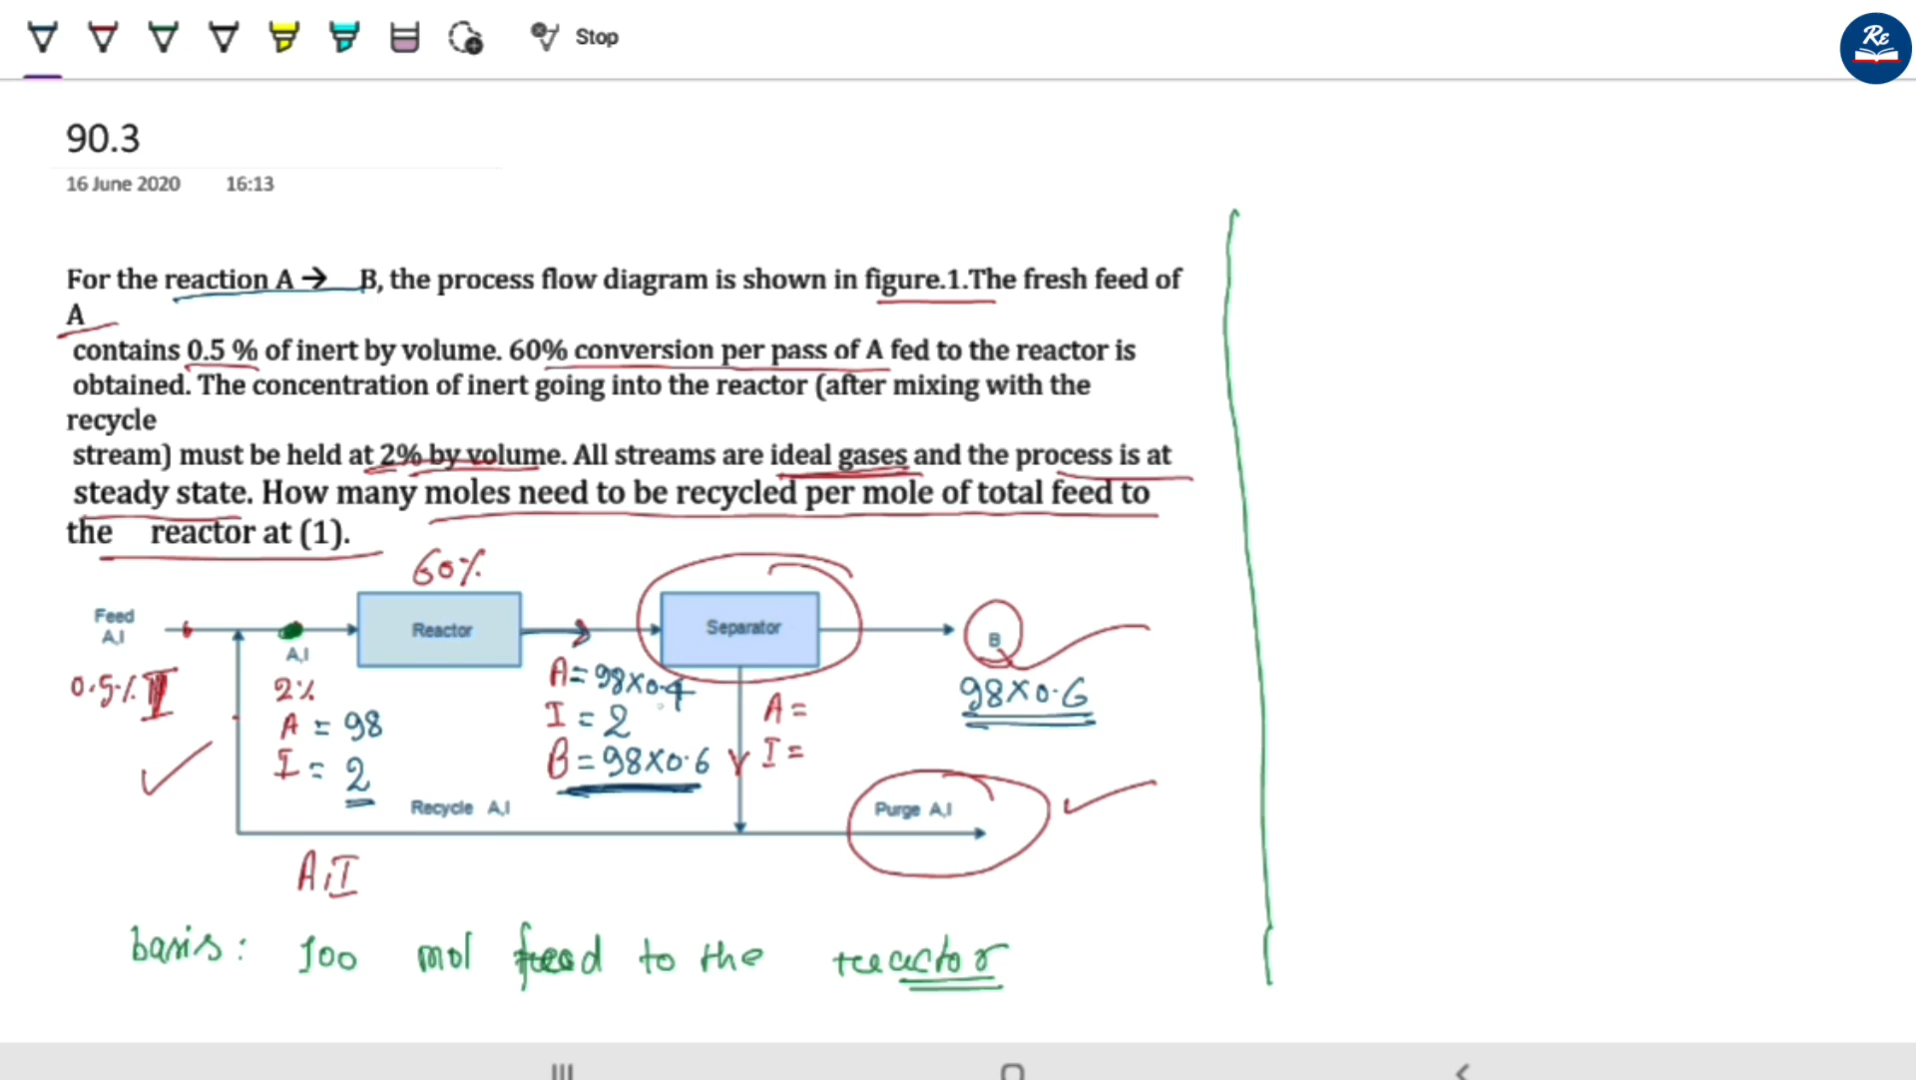 Stop
Rε
90.3
16 June 2020 16:13
For the reaction A → B, the process flow diagram is shown in figure.1.The fresh feed of
A
contains 0.5 % of inert by volume. 60% conversion per pass of A fed to the reactor is
obtained. The concentration of inert going into the reactor (after mixing with the
recycle
stream) must be held at 2% by volume. All streams are ideal gases and the process is at
steady state. How many moles need to be recycled per mole of total feed to
the reactor at (1).
60%
Feed
A,I
Reactor
Separator
B
A,I
0.5% I
2%
A = 98
I = 2
A = 98×0.4
I = 2
B = 98×0.6
A =
I =
98×0.6
Recycle A,I
Purge A,I
A,I
basis: 100 mol feed to the reactor